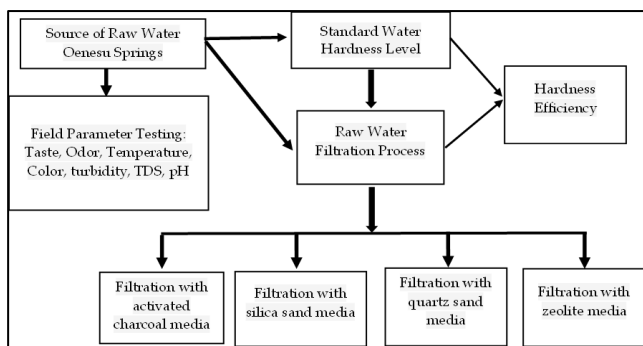 Source of Raw Water
Oenesu Springs
Standard Water
Hardness Level
Hardness
Efficiency
Field Parameter Testing:
Taste, Odor, Temperature,
Color, turbidity, TDS, pH
Raw Water
Filtration Process
Filtration with
activated
charcoal media
Filtration with
silica sand media
Filtration with
quartz sand
media
Filtration with
zeolite media